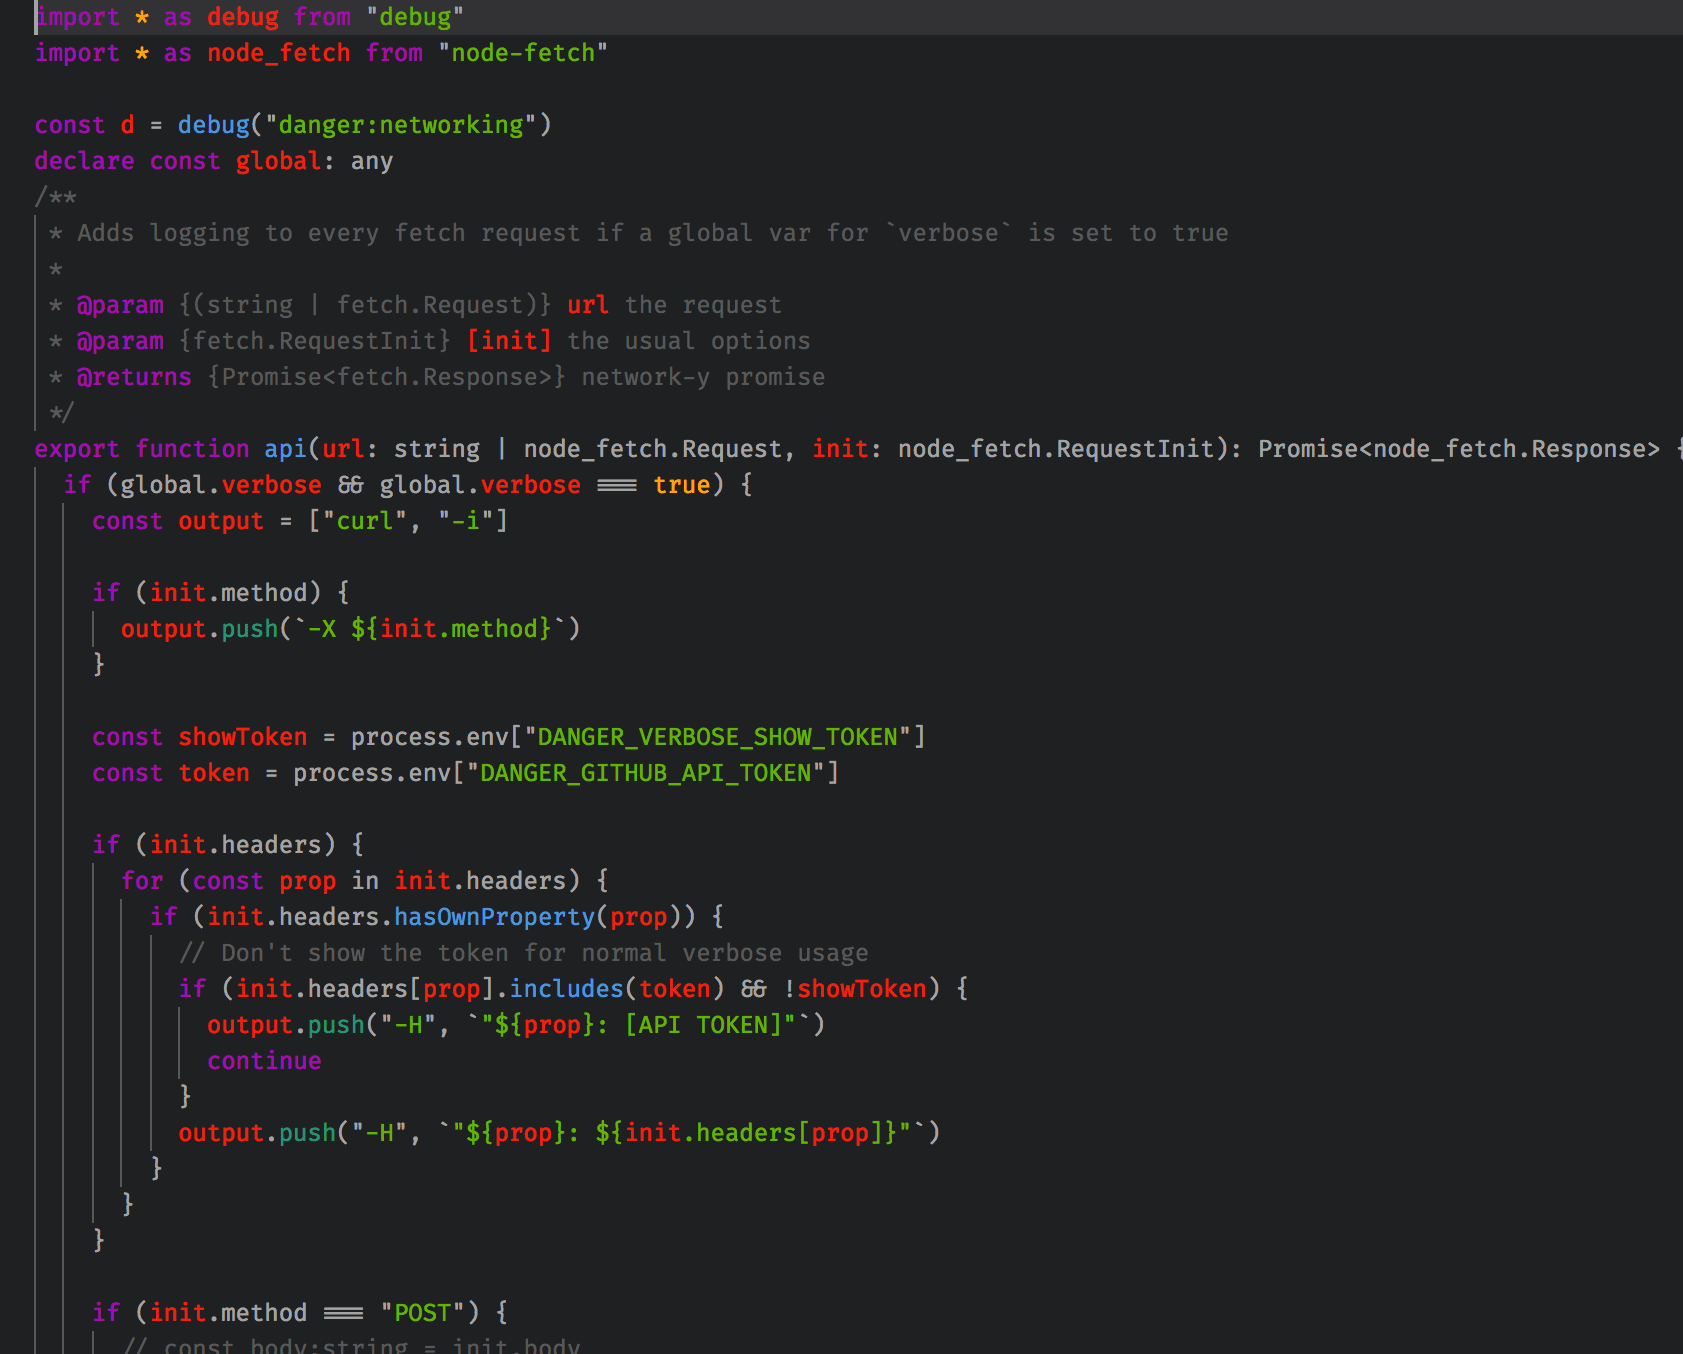 import * as debug from "debug"
import * as node_fetch from "node-fetch"
const d = debug("danger:networking")
declare const global: any
/**
* Adds logging to every fetch request if a global var for `verbose` is set to true
*
* @param {(string | fetch.Request)} url the request
* @param {fetch.RequestInit} [init] the usual options
* @returns {Promise<fetch.Response>} network-y promise
*/
export function api(url: string | node_fetch.Request, init: node_fetch.RequestInit): Promise<node_fetch.Response> {
if (global.verbose && global.verbose === true) {
const output = ["curl", "-i"]
if (init.method) {
output.push(`-X ${init.method}`)
}
const showToken = process.env["DANGER_VERBOSE_SHOW_TOKEN"]
const token = process.env["DANGER_GITHUB_API_TOKEN"]
if (init.headers) {
for (const prop in init.headers) {
if (init.headers.hasOwnProperty(prop)) {
// Don't show the token for normal verbose usage
if (init.headers[prop].includes(token) && !showToken) {
output.push("-H", `"${prop}: [API TOKEN]"`)
continue
}
output.push("-H", `"${prop}: ${init.headers[prop]}"`)
}
}
}
if (init.method === "POST") {
// const body:string = init.body